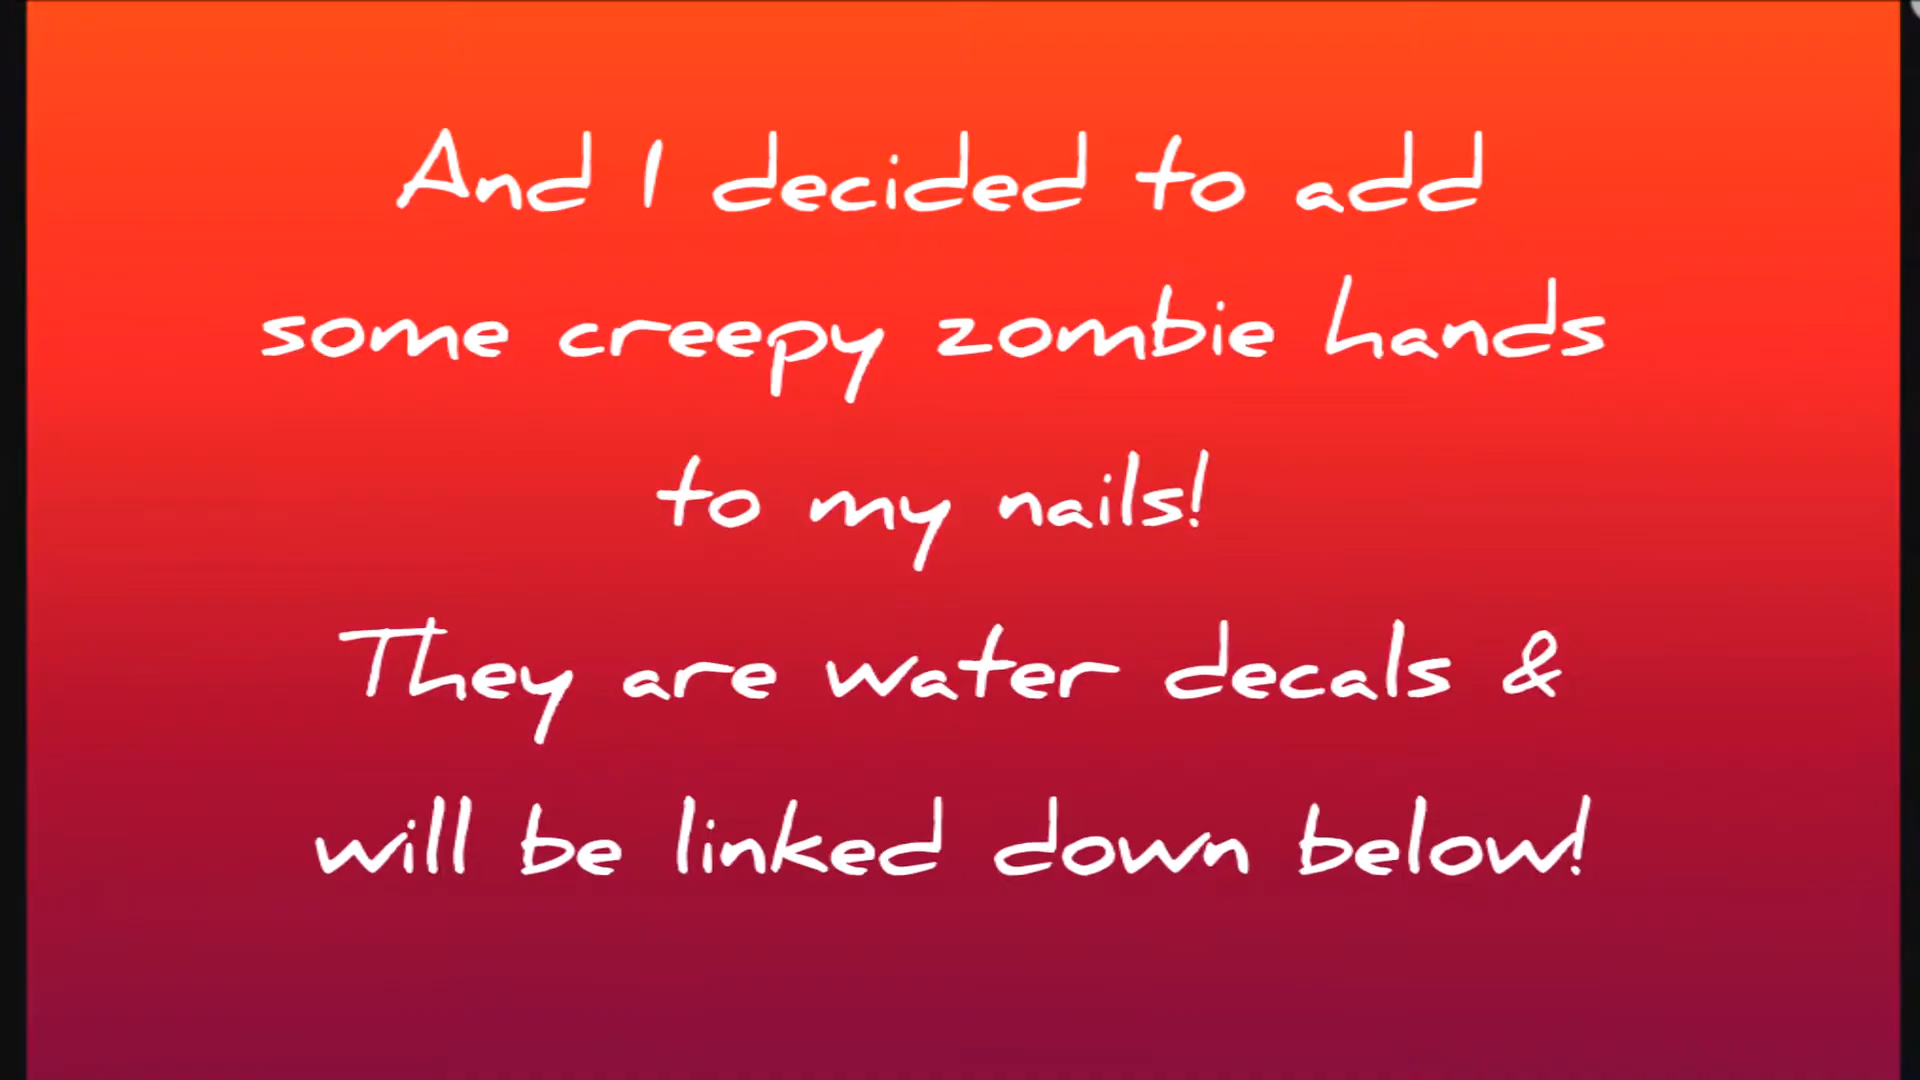 And I decided to add
some creepy zombie hands
to my nails!
They are water decals &
will be linked down below!